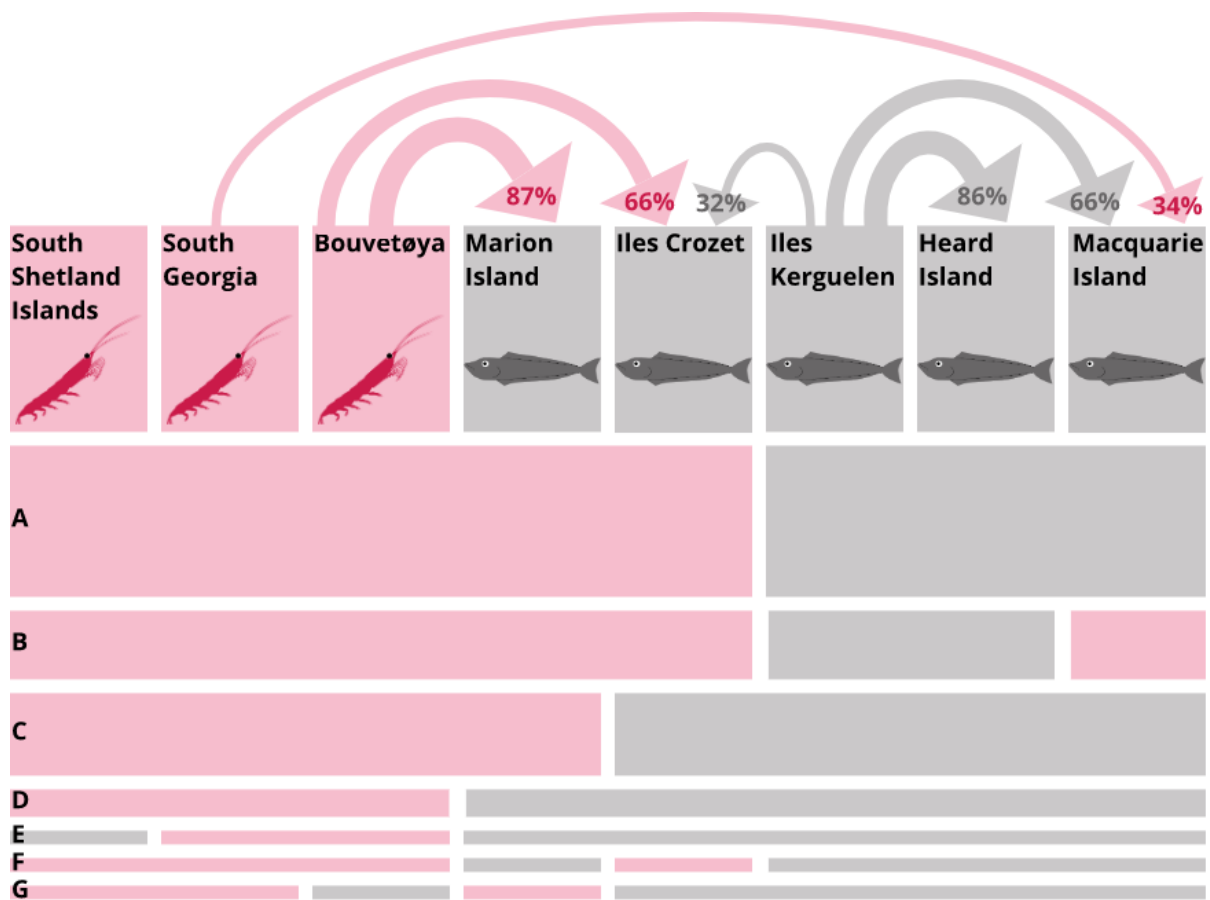 87%
66%
32%
86%
66%
34%
South
Shetland
Islands
South
Georgia
Bouvetøya
Marion
Island
Iles Crozet
Iles
Kerguelen
Heard
Island
Macquarie
Island
A
B
C
D
E
F
G